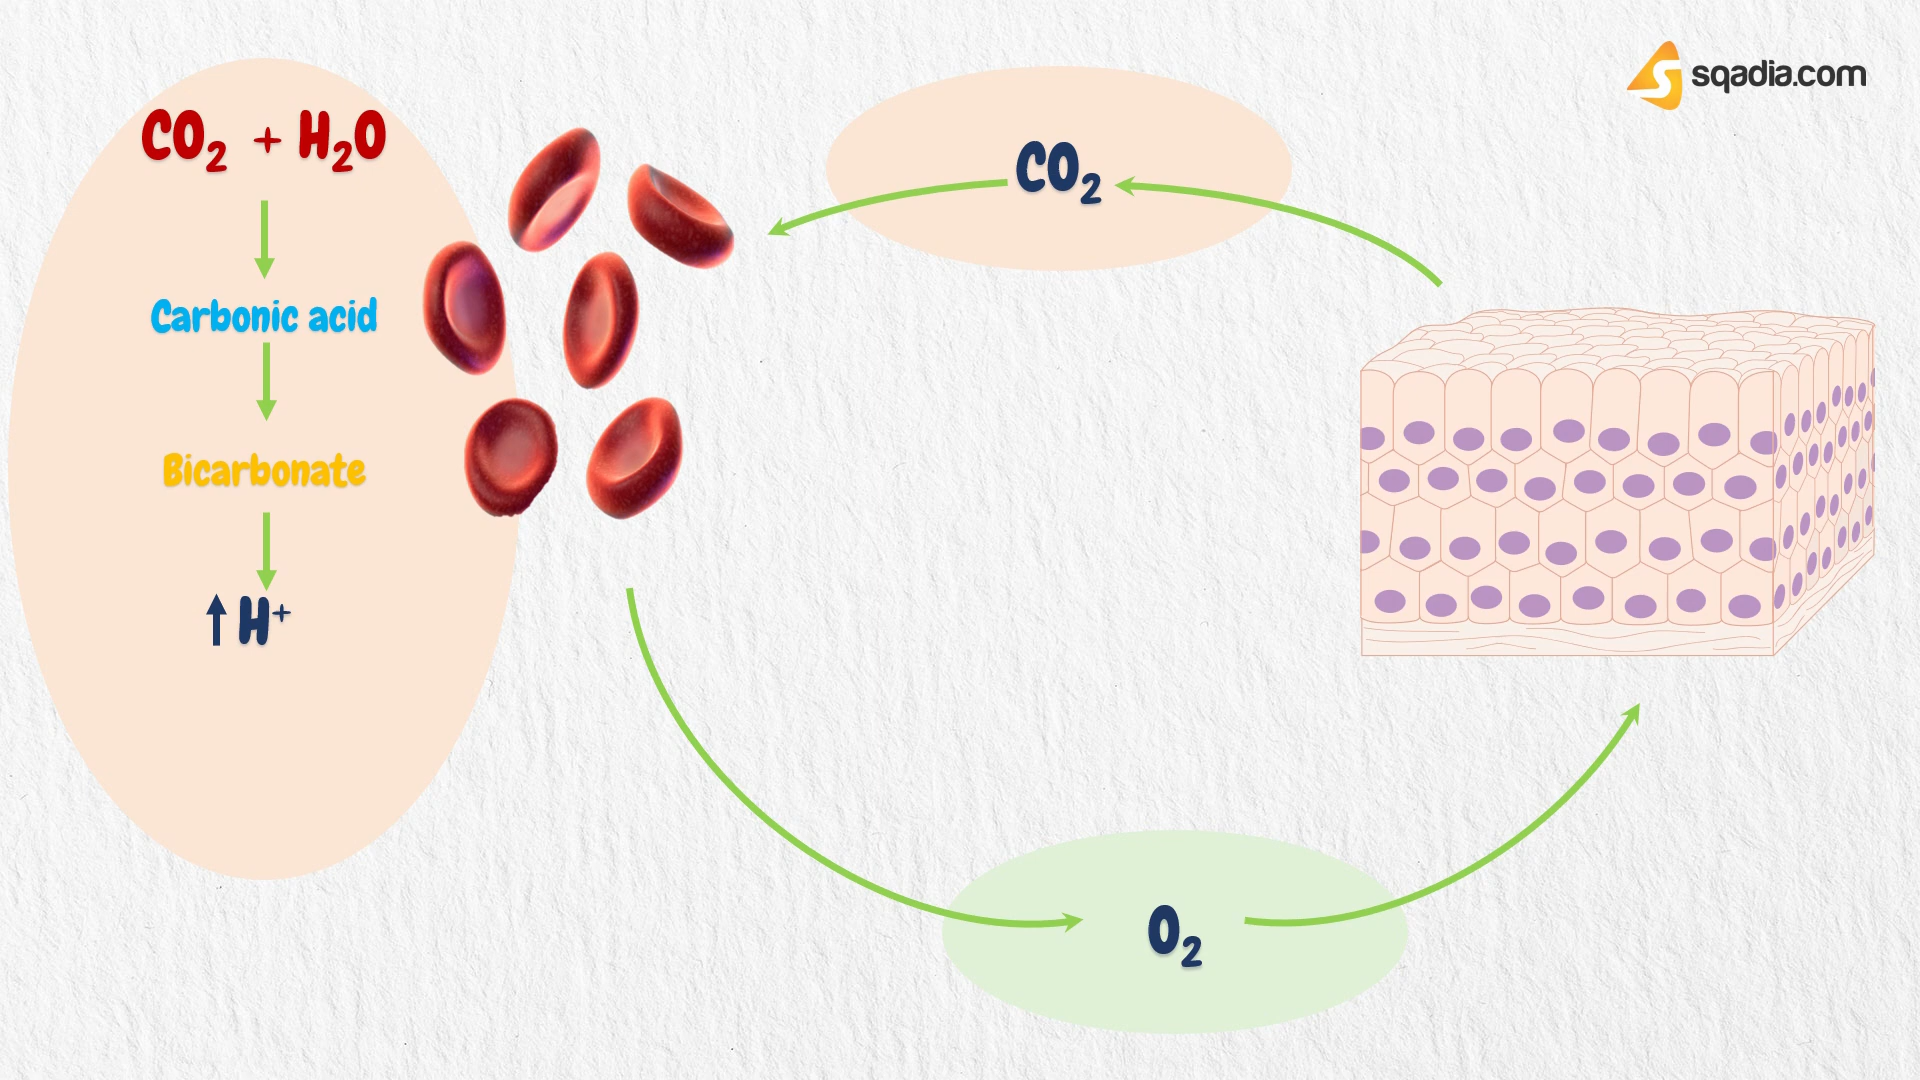 sqadia.com
CO₂ + H₂O
CO₂
Carbonic acid
Bicarbonate
↑ H⁺
O₂